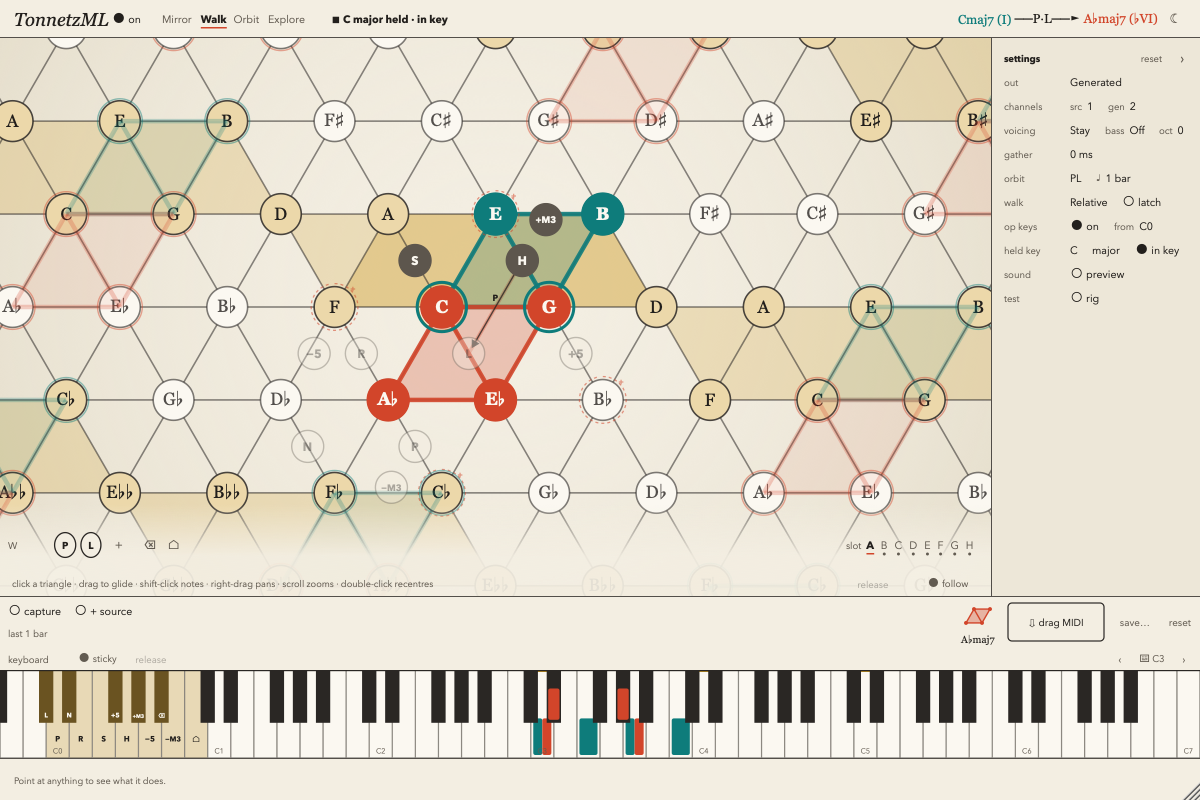 TonnetzML on Mirror Walk Orbit Explore ■ C major held · in key Cmaj7 (I) —P·L→ A♭maj7 (♭VI) ☾
settings reset ›
out Generated
channels src 1 gen 2
voicing Stay bass Off oct 0
gather 0 ms
orbit PL ♩ 1 bar
walk Relative latch
op keys on from C0
held key C major in key
sound preview
test rig
A E B F♯ C♯ G♯ D♯ A♯ E♯ B♯
C G D A E +M3 B F♯ C♯ G♯
S H
P
A♭ E♭ B♭ F C G D A E B
−5 R L +5
C♭ G♭ D♭ A♭ E♭ B♭ F C G
N P
−M3
A♭♭ E♭♭ B♭♭ F♭ C♭ G♭ D♭ A♭ E♭ B♭
W P L + ⌫ slot A B C D E F G H
E♭♭ B♭♭ F♭ C♭
click a triangle · drag to glide · shift-click notes · right-drag pans · scroll zooms · double-click recentres release follow
capture + source
last 1 bar
A♭maj7
⇩ drag MIDI save… reset
keyboard sticky release ‹ C3 ›
L N +5 +M3 ⌫
P R S H −5 −M3
C0 C1 C2 C4 C5 C6 C7
Point at anything to see what it does.